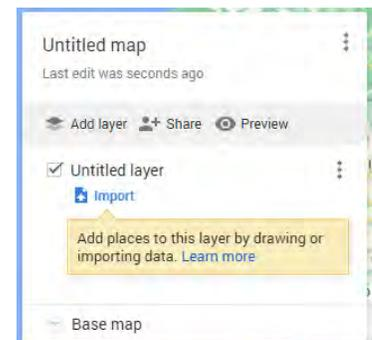 Untitled map
Last edit was seconds ago
Add layer Share Preview
Untitled layer
Import
Add places to this layer by drawing or
importing data. Learn more
Base map